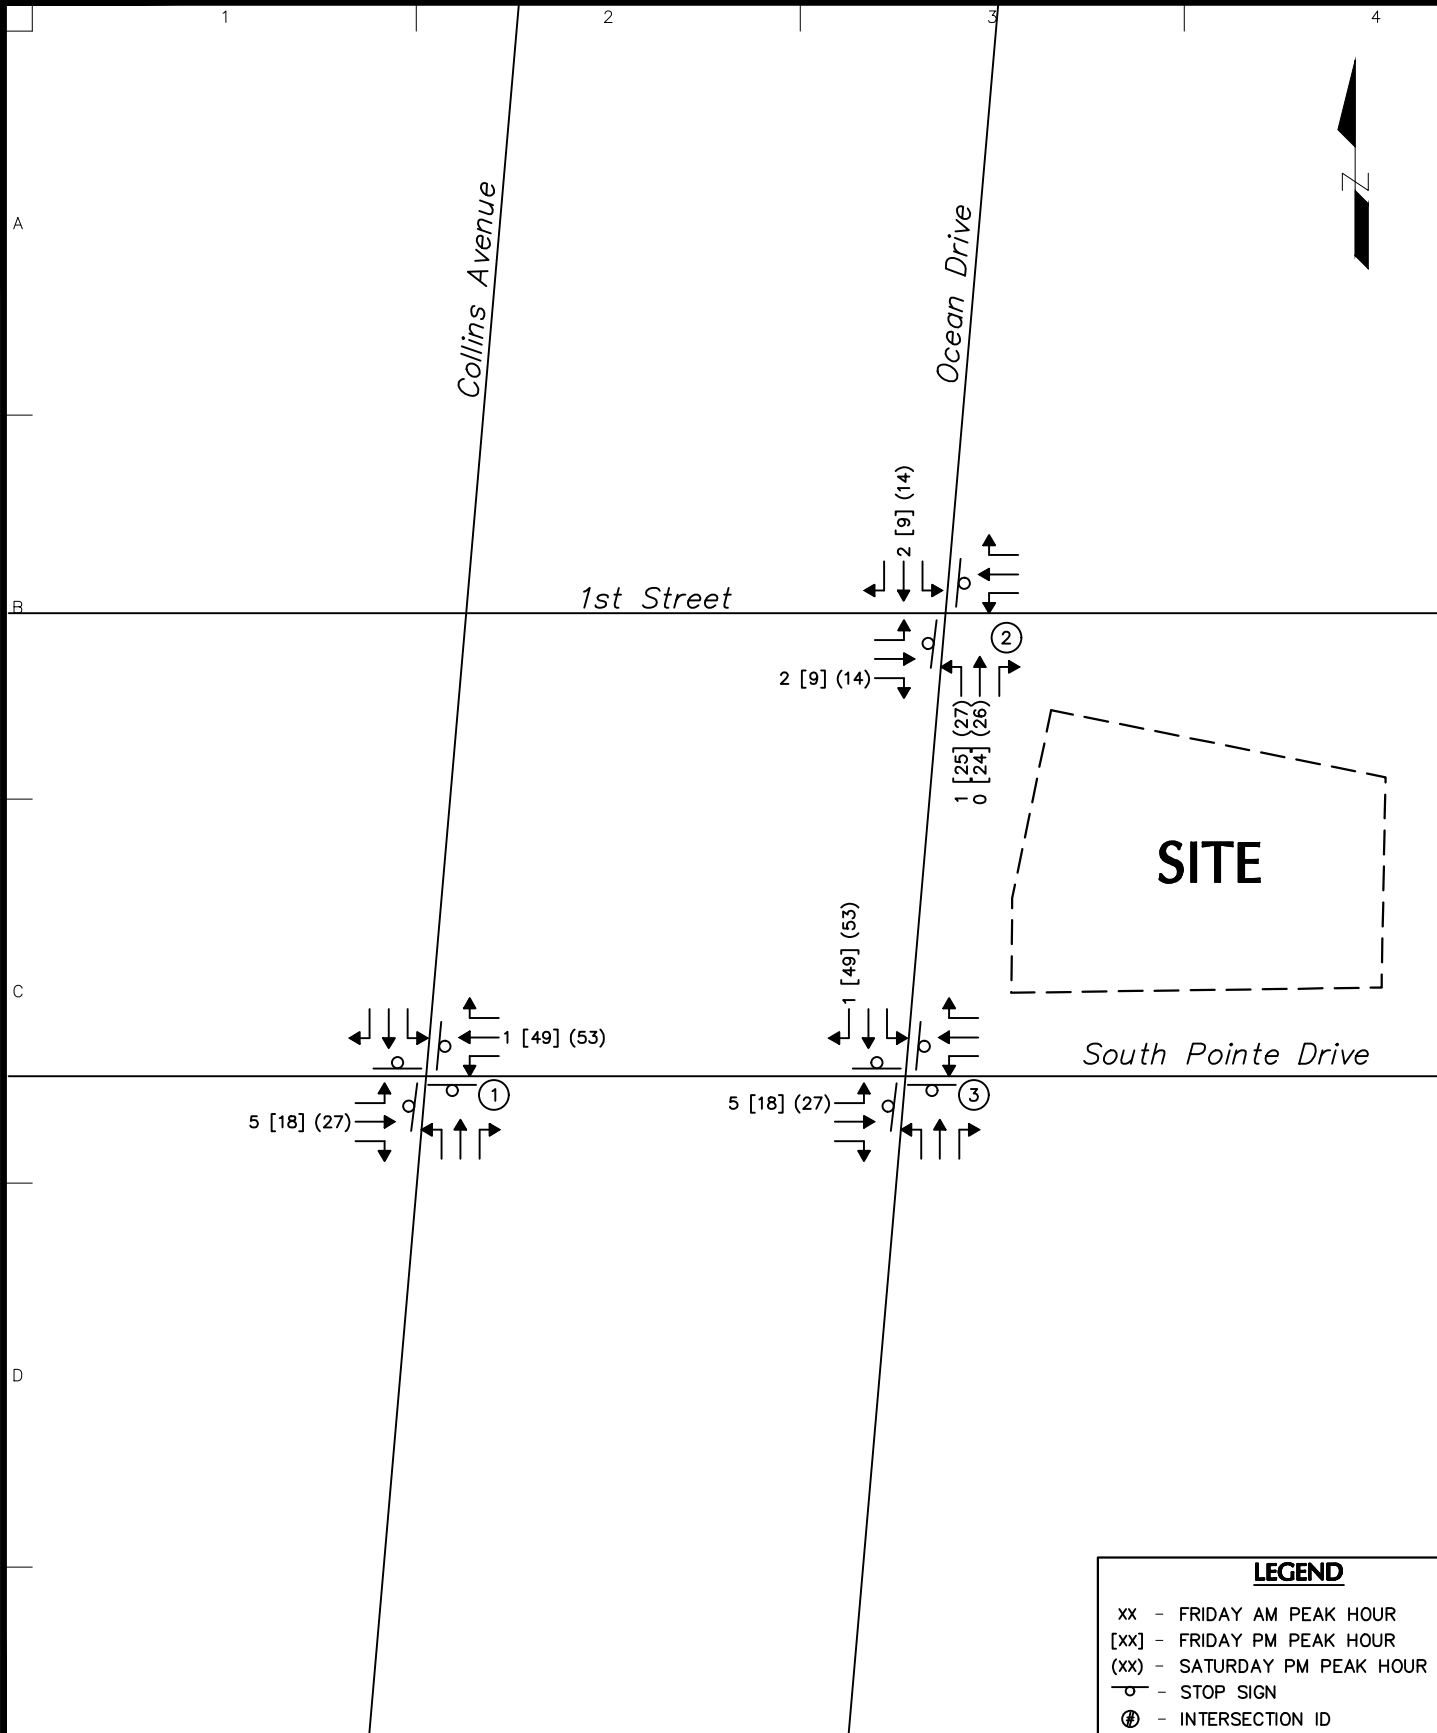 1 2 3 4
A
Collins Avenue
Ocean Drive
N
2 [9] (14)
B
1st Street
2
2 [9] (14)
1 [25] (27)
0 [24] (26)
SITE
1 [49] (53)
C
1 [49] (53)
South Pointe Drive
1
3
5 [18] (27)
5 [18] (27)
D
LEGEND
XX - FRIDAY AM PEAK HOUR
[XX] - FRIDAY PM PEAK HOUR
(XX) - SATURDAY PM PEAK HOUR
- STOP SIGN
# - INTERSECTION ID